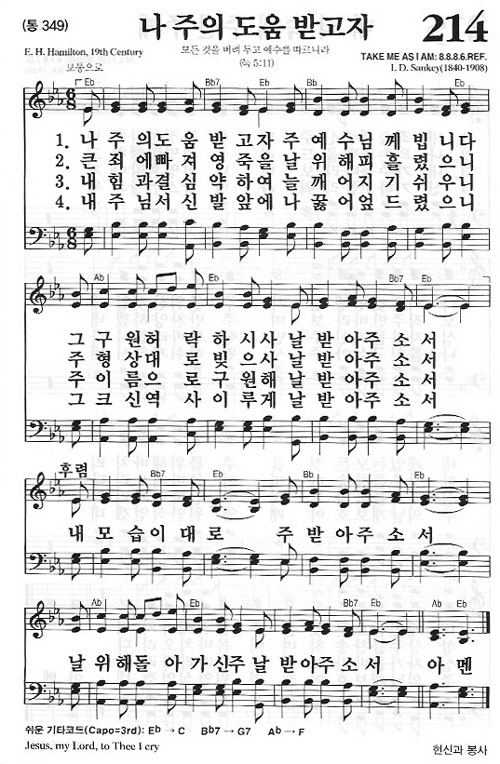 (통 349) 나 주의 도움 받고자 214
E. H. Hamilton, 19th Century 모든 것을 버려 두고 예수를 따르니라 TAKE ME AS I AM: 8.8.8.6.REF.
(눅 5:11) I. D. Sankey(1840-1908)
보통으로
Eb Bb7 Eb Bb
1. 나 주 의 도 움 받 고 자 주 예 수 님 께 빕 니 다
2. 큰 죄 에 빠 져 영 죽 을 날 위 해 피 흘 렸 으 니
3. 내 힘 과 결 심 약 하 여 늘 깨 어 지 기 쉬 우 니
4. 내 주 님 서 신 발 앞 에 나 꿇 어 엎 드 렸 으 니
Ab Eb Bb7 Eb
그 구 원 허 락 하 시 사 날 받 아 주 소 서
주 형 상 대 로 빚 으 사 날 받 아 주 소 서
주 이 름 으 로 구 원 해 날 받 아 주 소 서
그 크 신 역 사 이 루 게 날 받 아 주 소 서
후렴
Bb7 Eb Bb7 Eb
내 모 습 이 대 로 주 받 아 주 소 서
Ab Eb Bb7 Eb Ab Eb
날 위 해 돌 아 가 신 주 날 받 아 주 소 서 아 멘
쉬운 기타코드(Capo=3rd): Eb → C Bb7 → G7 Ab → F
Jesus, my Lord, to Thee I cry 헌신과 봉사